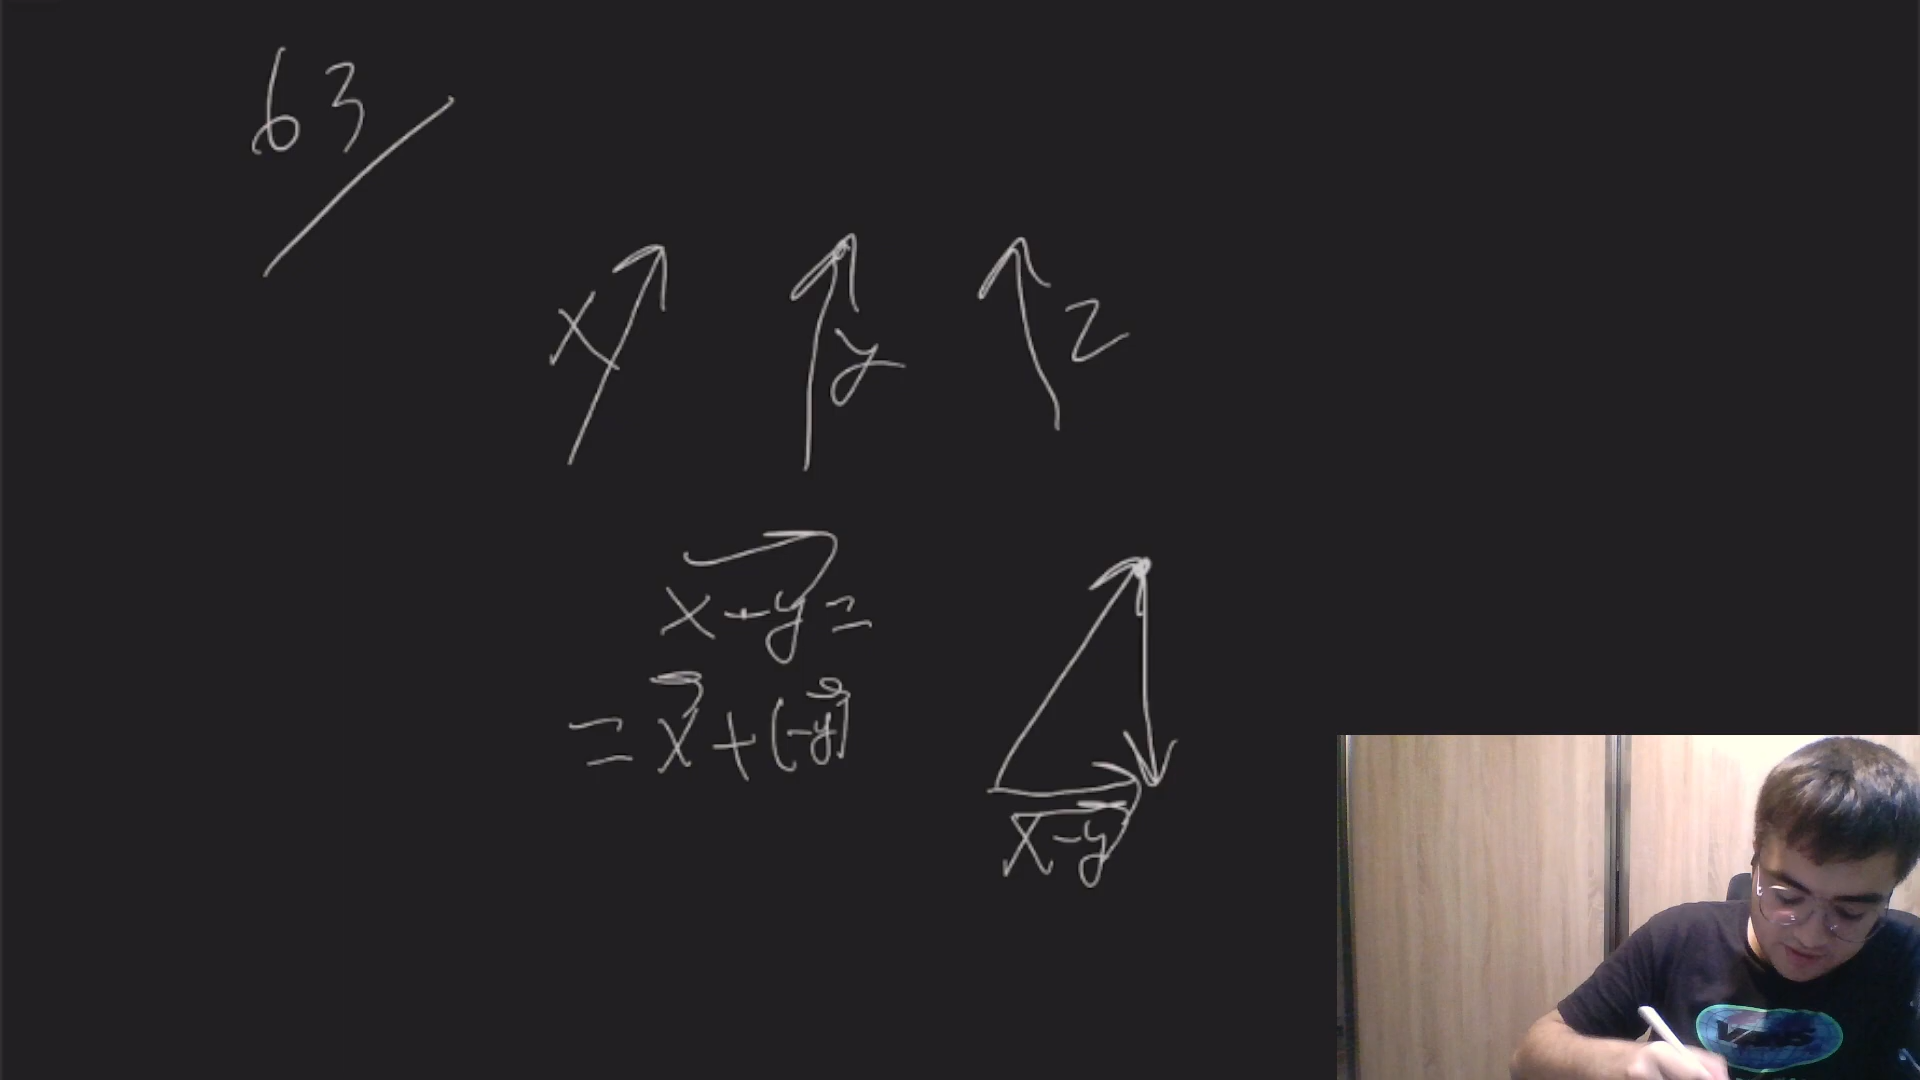 63
x y z
x-y=
=x+(-y)
x-y